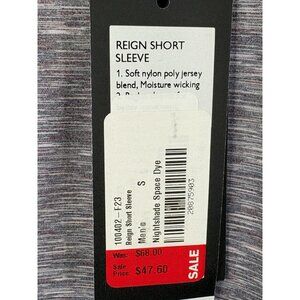 REIGN SHORT
SLEEVE
1. Soft nylon poly jersey
blend, Moisture wicking
100402-F23
Reign Short Sleeve
Men's
S
Nightshade Space Dye
20675903
Was: $68.00
Sale
Price: $47.60
SALE